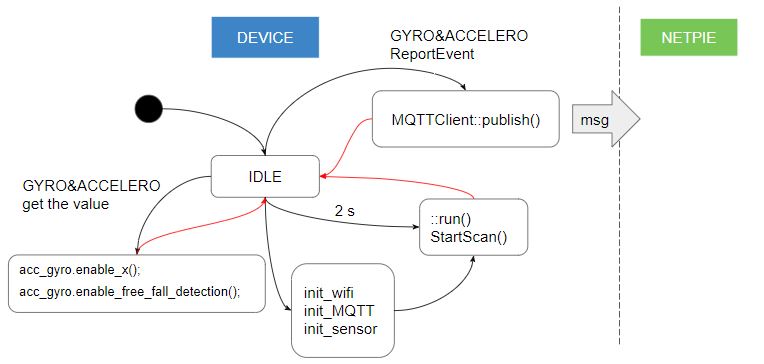 DEVICE
NETPIE
GYRO&ACCELERO
ReportEvent
MQTTClient::publish()
msg
IDLE
GYRO&ACCELERO
get the value
2 s
::run()
StartScan()
acc_gyro.enable_x();
acc_gyro.enable_free_fall_detection();
init_wifi
init_MQTT
init_sensor